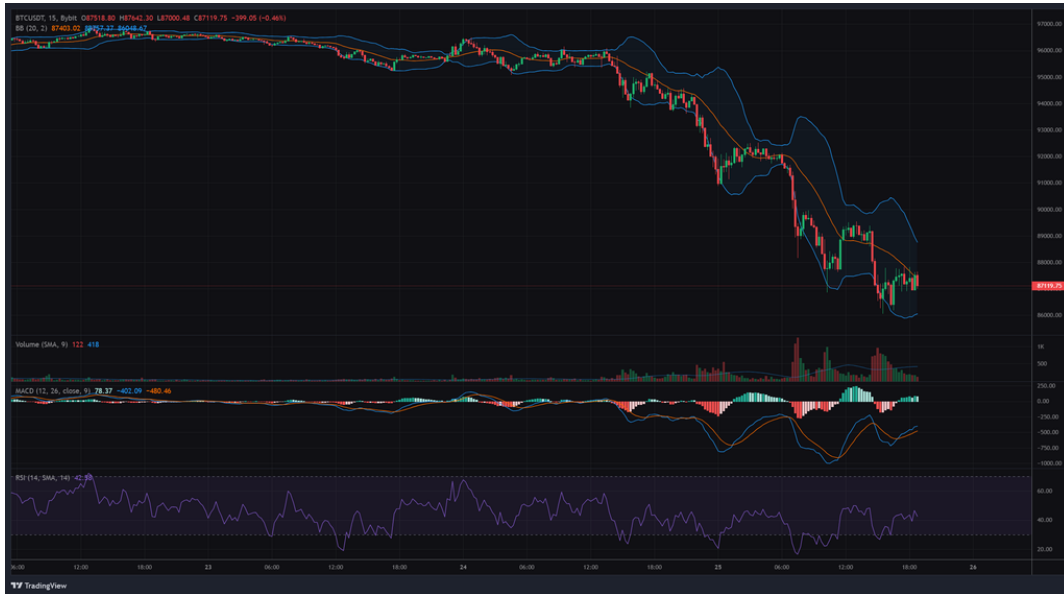 BTCUSDT, 15, Bybit O87518.80 H87642.30 L87000.48 C87119.75 −399.05 (−0.46%)
BB (20, 2) 87403.02 86048.67
97000.00
96000.00
95000.00
94000.00
93000.00
92000.00
91000.00
90000.00
89000.00
88000.00
87119.75
86000.00
Volume (SMA, 9) 122 418
1K
500
MACD (12, 26, close, 9) 78.37 −402.09 −480.46
250.00
0.00
−250.00
−500.00
−750.00
−1000.00
RSI (14, SMA, 14)
60.00
40.00
20.00
12:00 18:00 23 06:00 12:00 18:00 24 06:00 12:00 18:00 25 06:00 12:00 18:00 26
TradingView